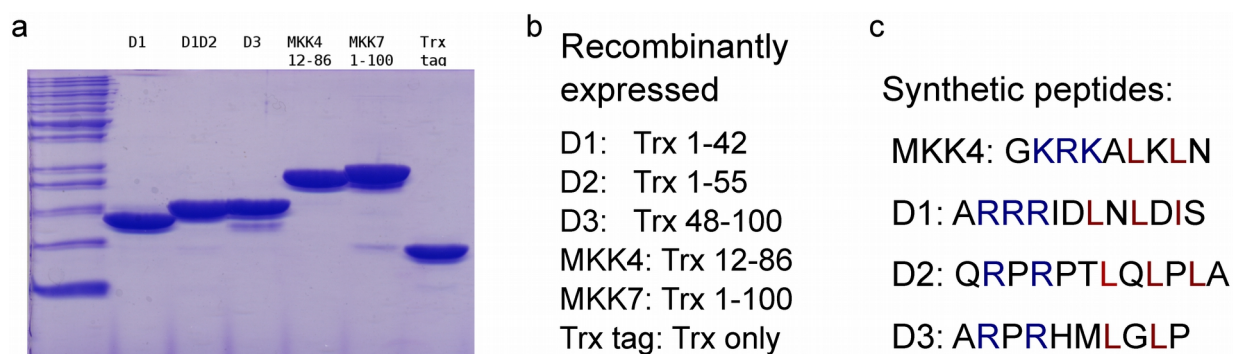 a
D1 D1D2 D3 MKK4 MKK7 Trx
12-86 1-100 tag
b
Recombinantly
expressed
D1: Trx 1-42
D2: Trx 1-55
D3: Trx 48-100
MKK4: Trx 12-86
MKK7: Trx 1-100
Trx tag: Trx only
c
Synthetic peptides:
MKK4: GKRKALKLN
D1: ARRRIDLNLDIS
D2: QRPRPTLQLPLA
D3: ARPRHMLGLP